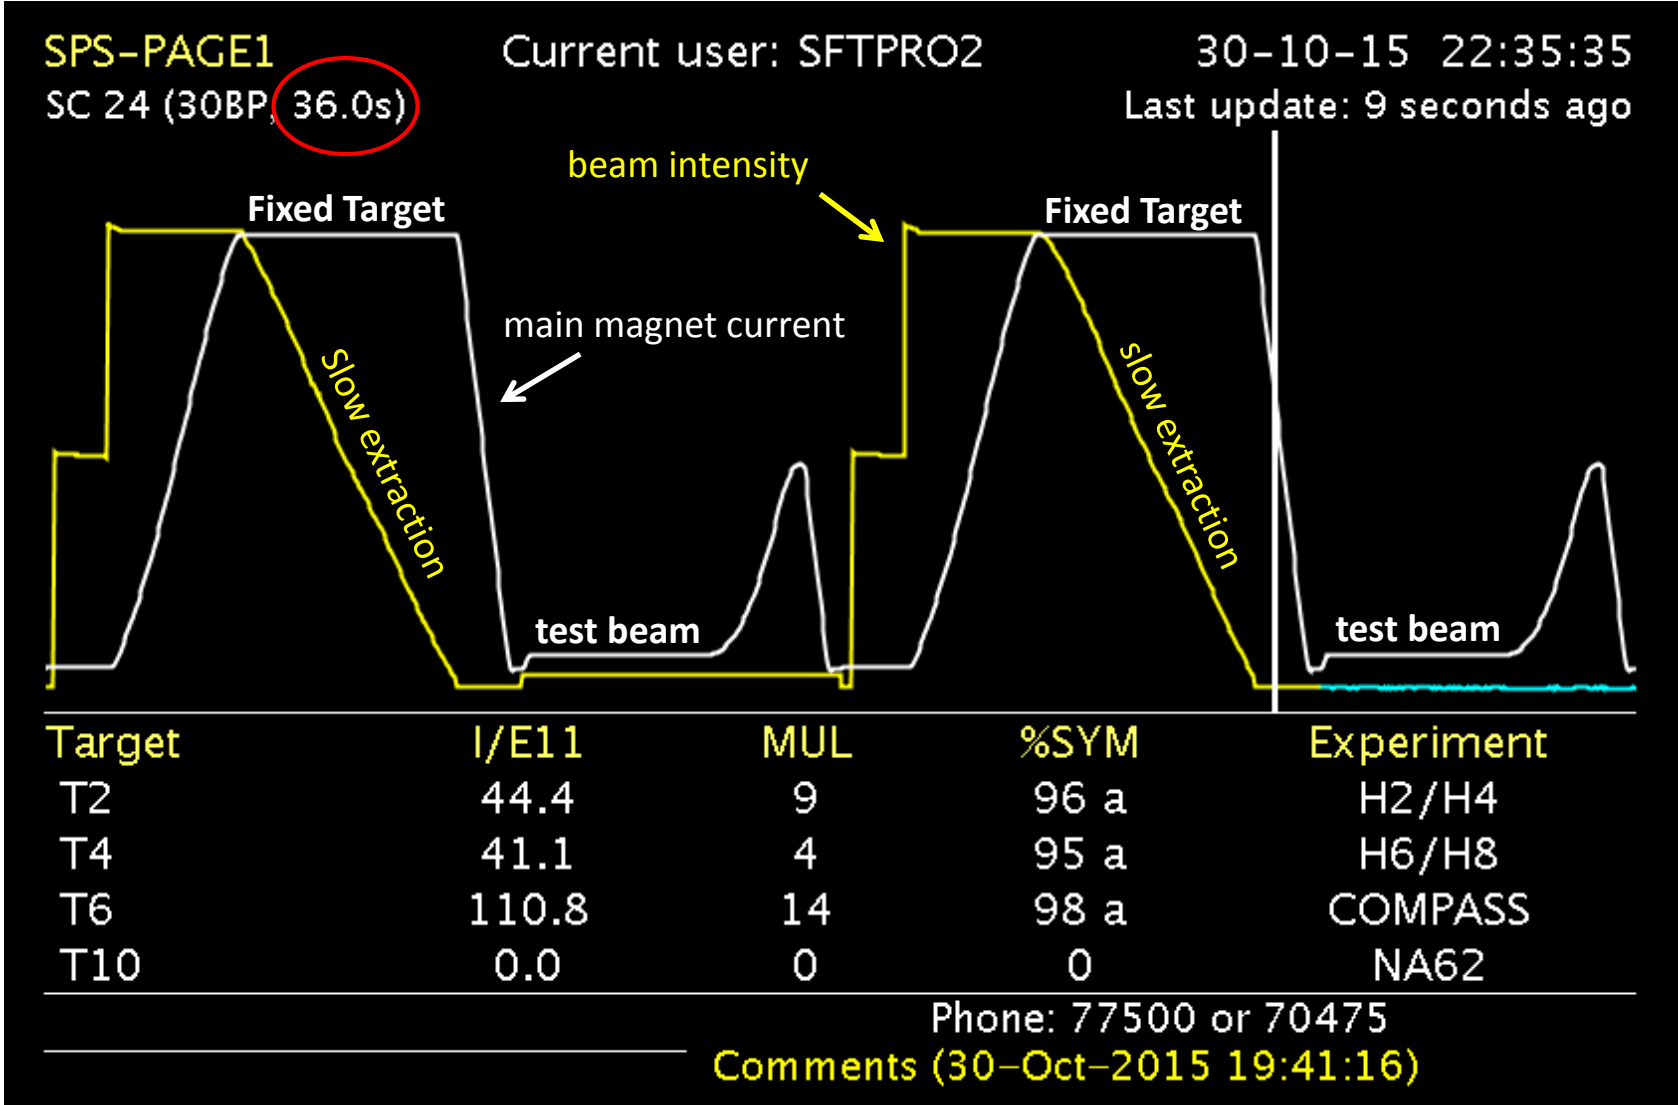 SPS-PAGE1 Current user: SFTPRO2 30-10-15 22:35:35
SC 24 (30BP, 36.0s) Last update: 9 seconds ago
beam intensity
Fixed Target Fixed Target
main magnet current
Slow extraction slow extraction
test beam test beam
Target I/E11 MUL %SYM Experiment
T2 44.4 9 96 a H2/H4
T4 41.1 4 95 a H6/H8
T6 110.8 14 98 a COMPASS
T10 0.0 0 0 NA62
Phone: 77500 or 70475
Comments (30-Oct-2015 19:41:16)